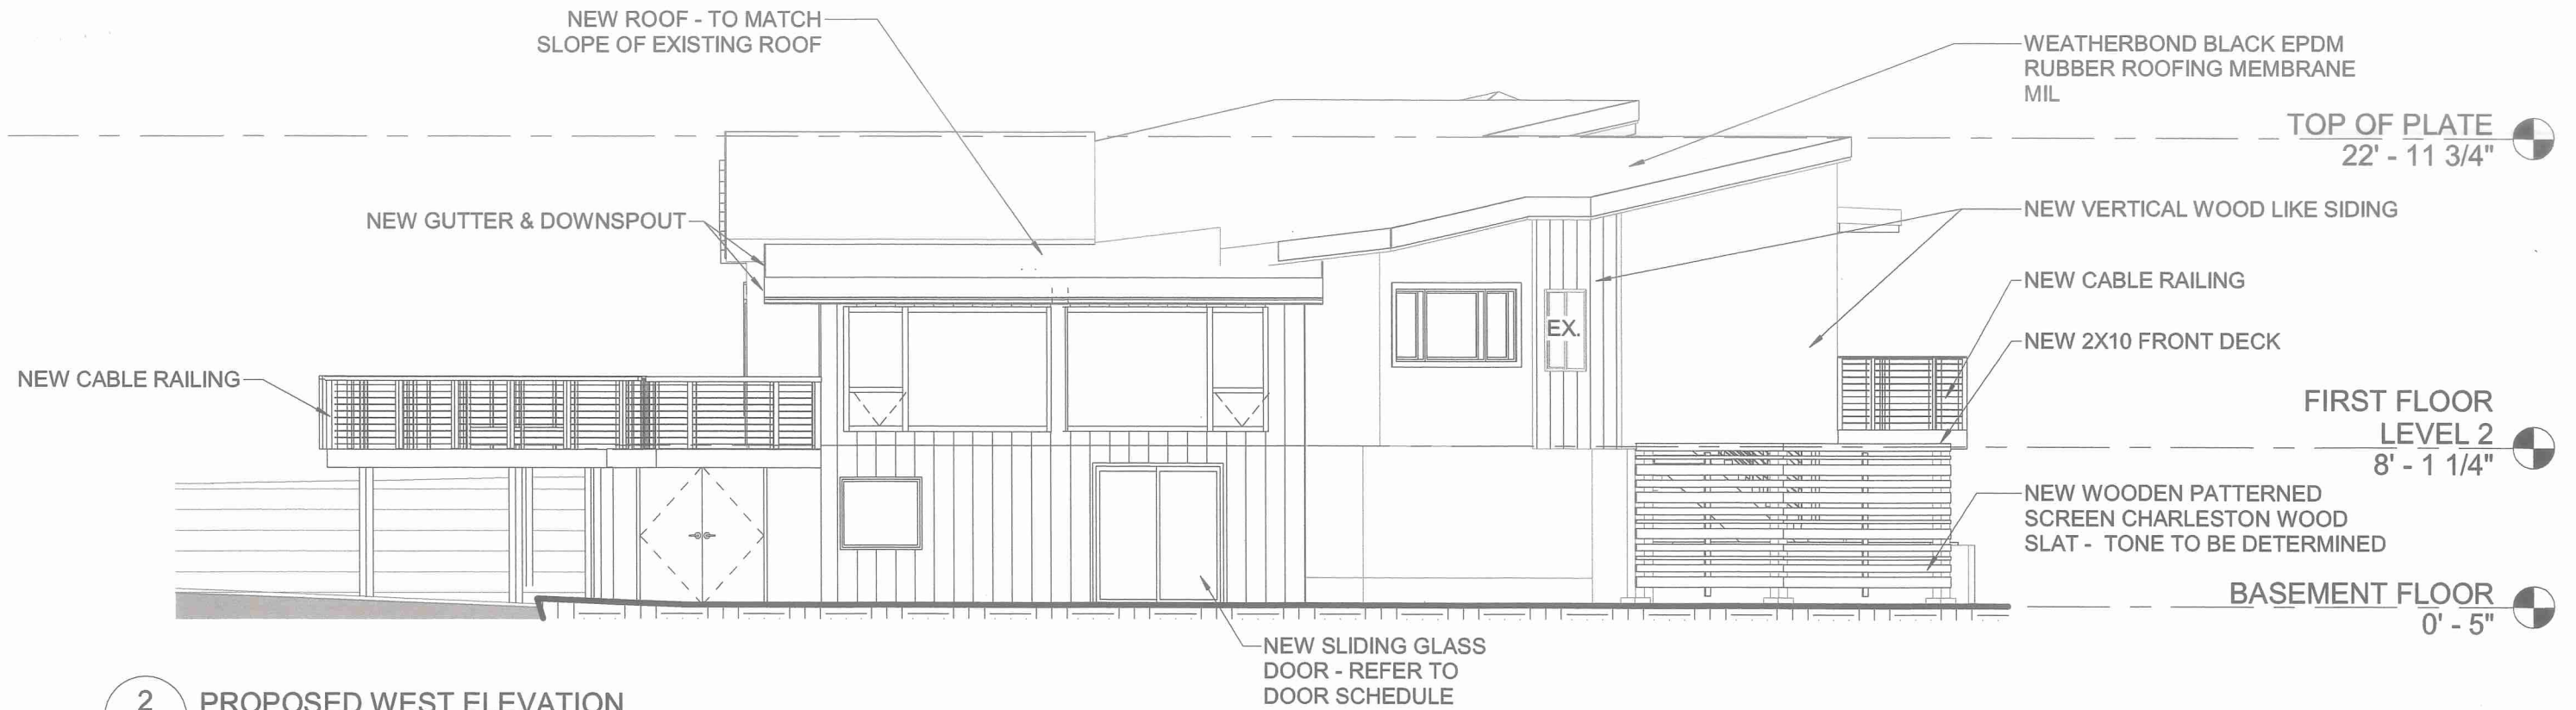 NEW ROOF - TO MATCH
SLOPE OF EXISTING ROOF
WEATHERBOND BLACK EPDM
RUBBER ROOFING MEMBRANE
MIL
TOP OF PLATE
22' - 11 3/4"
NEW GUTTER & DOWNSPOUT
NEW VERTICAL WOOD LIKE SIDING
NEW CABLE RAILING
EX.
NEW 2X10 FRONT DECK
NEW CABLE RAILING
FIRST FLOOR
LEVEL 2
8' - 1 1/4"
NEW WOODEN PATTERNED
SCREEN CHARLESTON WOOD
SLAT - TONE TO BE DETERMINED
BASEMENT FLOOR
0' - 5"
NEW SLIDING GLASS
DOOR - REFER TO
DOOR SCHEDULE
2 PROPOSED WEST ELEVATION